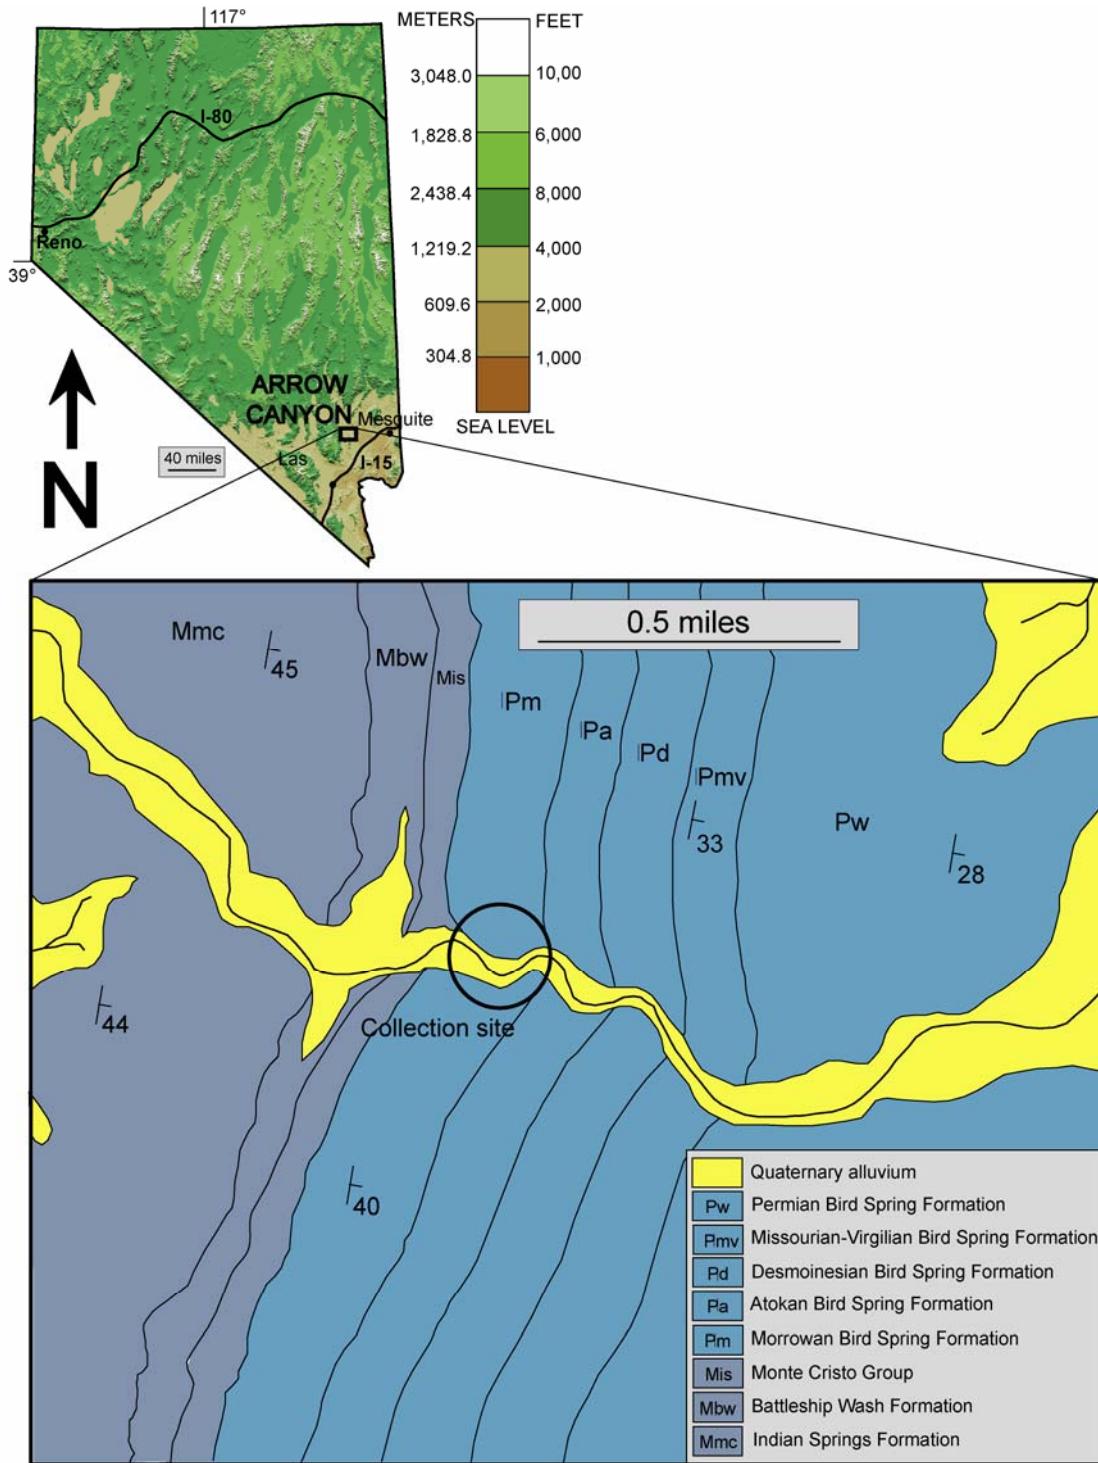 117°
METERS FEET
3,048.0 10,00
I-80
1,828.8 6,000
2,438.4 8,000
Reno
1,219.2 4,000
39°
609.6 2,000
304.8 1,000
ARROW
CANYON
Mesquite
SEA LEVEL
40 miles
Las
I-15
N
0.5 miles
Mmc
45
Mbw
Mis
|Pm
|Pa
|Pd
|Pmv
33
Pw
28
44
Collection site
40
Quaternary alluvium
Pw Permian Bird Spring Formation
Pmv Missourian-Virgilian Bird Spring Formation
Pd Desmoinesian Bird Spring Formation
Pa Atokan Bird Spring Formation
Pm Morrowan Bird Spring Formation
Mis Monte Cristo Group
Mbw Battleship Wash Formation
Mmc Indian Springs Formation